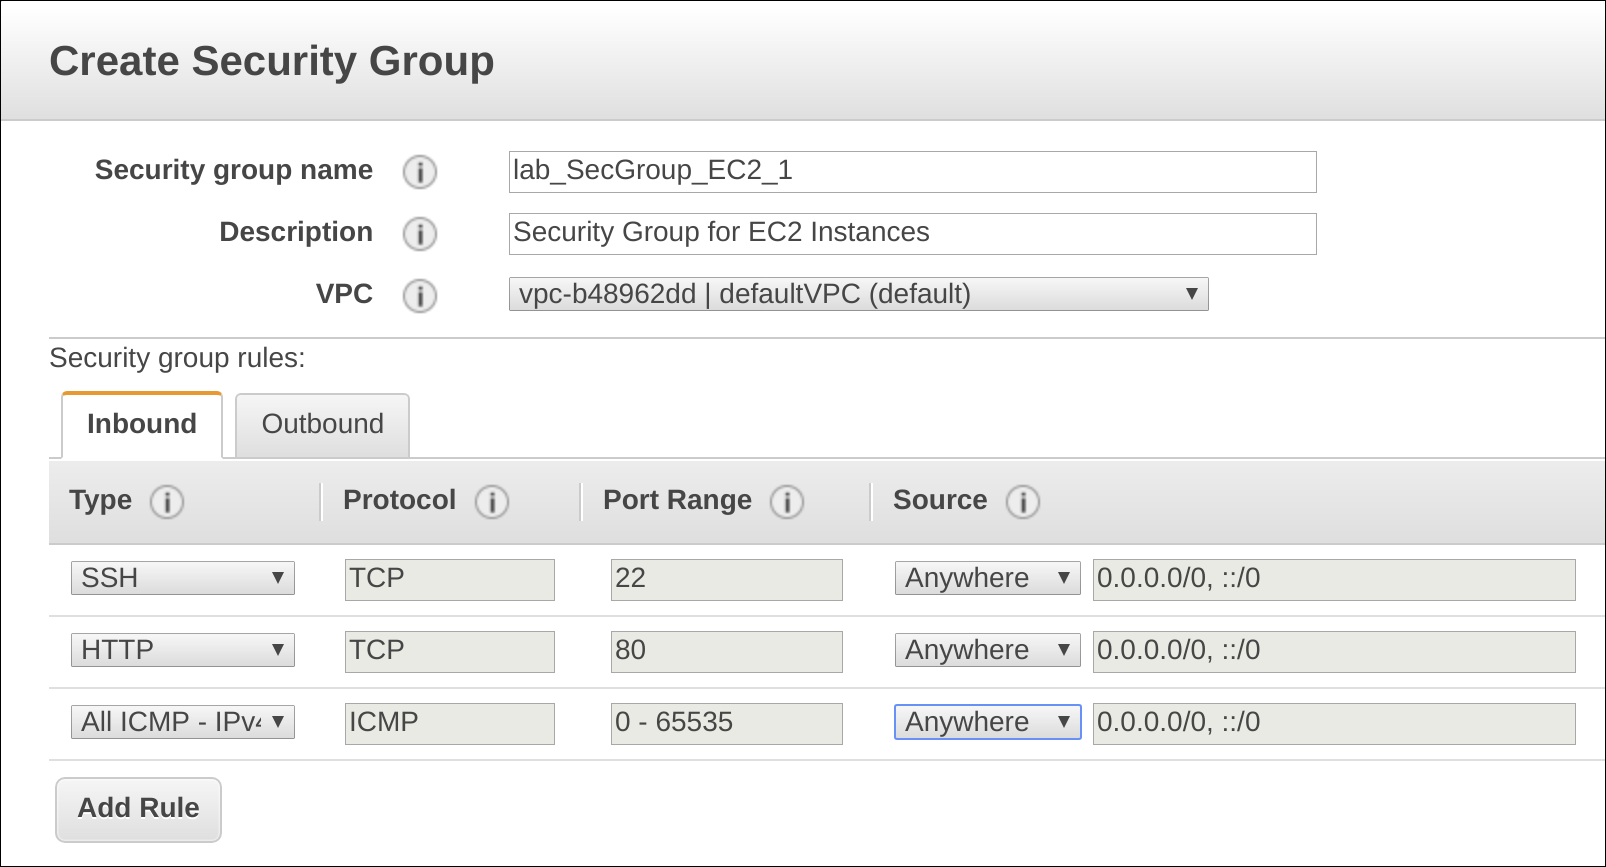 Create Security Group
Security group name lab_SecGroup_EC2_1
Description Security Group for EC2 Instances
VPC vpc-b48962dd | defaultVPC (default)
Security group rules:
Inbound Outbound
Type Protocol Port Range Source
SSH TCP 22 Anywhere 0.0.0.0/0, ::/0
HTTP TCP 80 Anywhere 0.0.0.0/0, ::/0
All ICMP - IPv4 ICMP 0 - 65535 Anywhere 0.0.0.0/0, ::/0
Add Rule